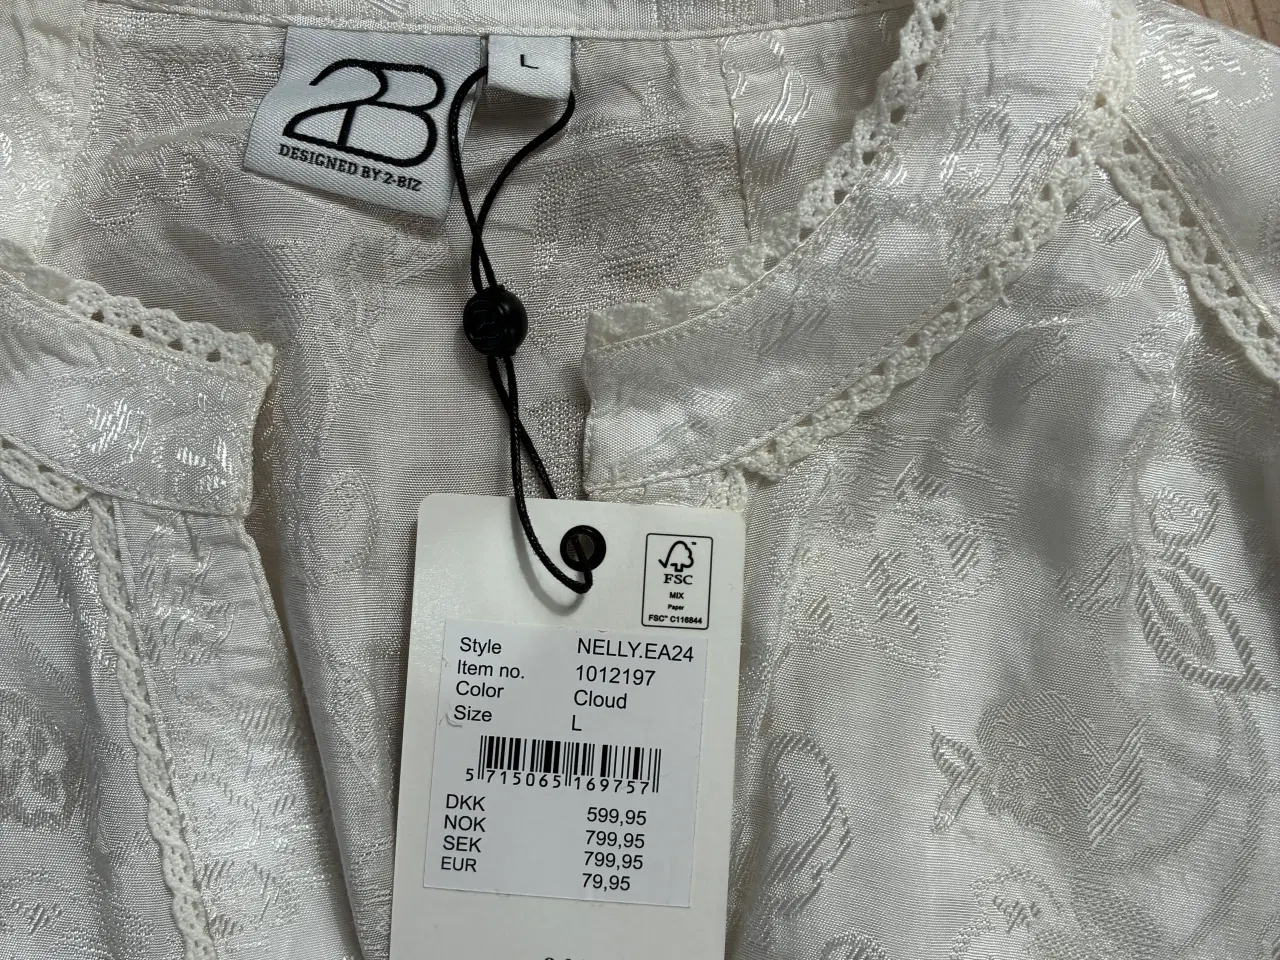 2B
DESIGNED BY 2-BIZ
L
FSC
MIX
Paper
FSC™ C116844
Style NELLY.EA24
Item no. 1012197
Color Cloud
Size L
5 715065 169757
DKK 599,95
NOK 799,95
SEK 799,95
EUR 79,95